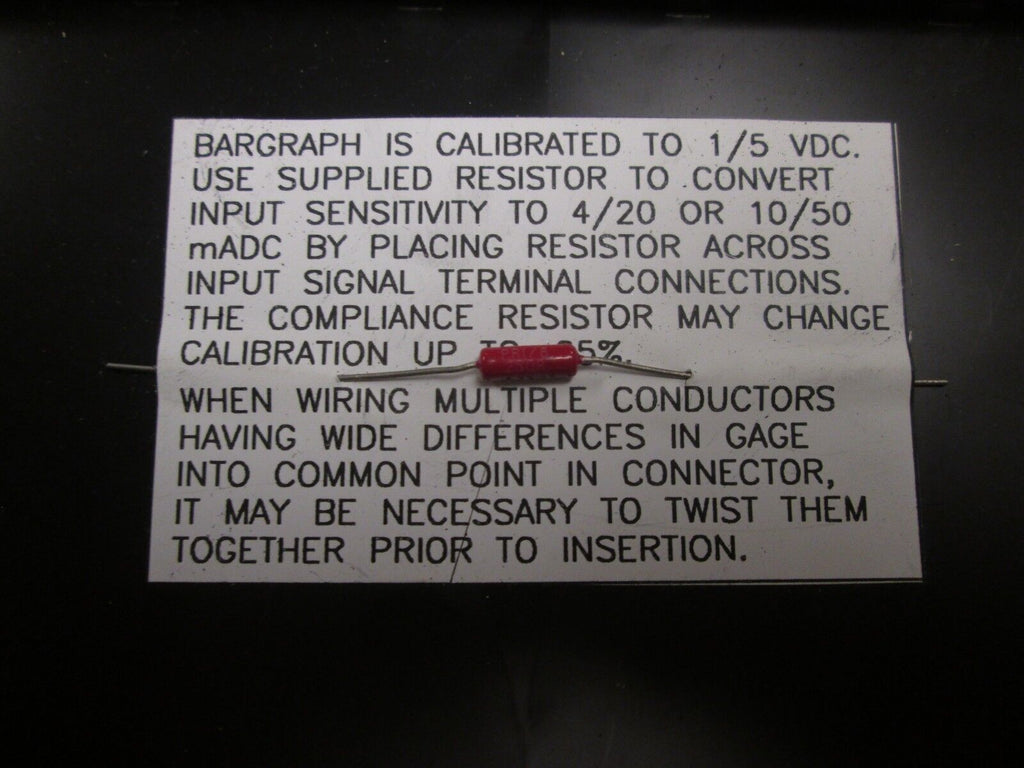 BARGRAPH IS CALIBRATED TO 1/5 VDC.
USE SUPPLIED RESISTOR TO CONVERT
INPUT SENSITIVITY TO 4/20 OR 10/50
mADC BY PLACING RESISTOR ACROSS
INPUT SIGNAL TERMINAL CONNECTIONS.
THE COMPLIANCE RESISTOR MAY CHANGE
CALIBRATION UP TO
WHEN WIRING MULTIPLE CONDUCTORS
HAVING WIDE DIFFERENCES IN GAGE
INTO COMMON POINT IN CONNECTOR,
IT MAY BE NECESSARY TO TWIST THEM
TOGETHER PRIOR TO INSERTION.